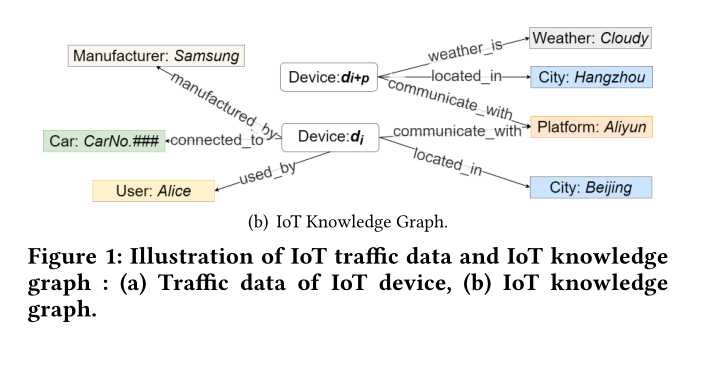 Weather: Cloudy
Manufacturer: Samsung
weather_is
Device:di+p
located_in
City: Hangzhou
manufactured_by
communicate_with
Platform: Aliyun
Car: CarNo.###
connected_to
Device:di
communicate_with
used_by
located_in
User: Alice
City: Beijing
(b) IoT Knowledge Graph.
Figure 1: Illustration of IoT traffic data and IoT knowledge
graph : (a) Traffic data of IoT device, (b) IoT knowledge
graph.